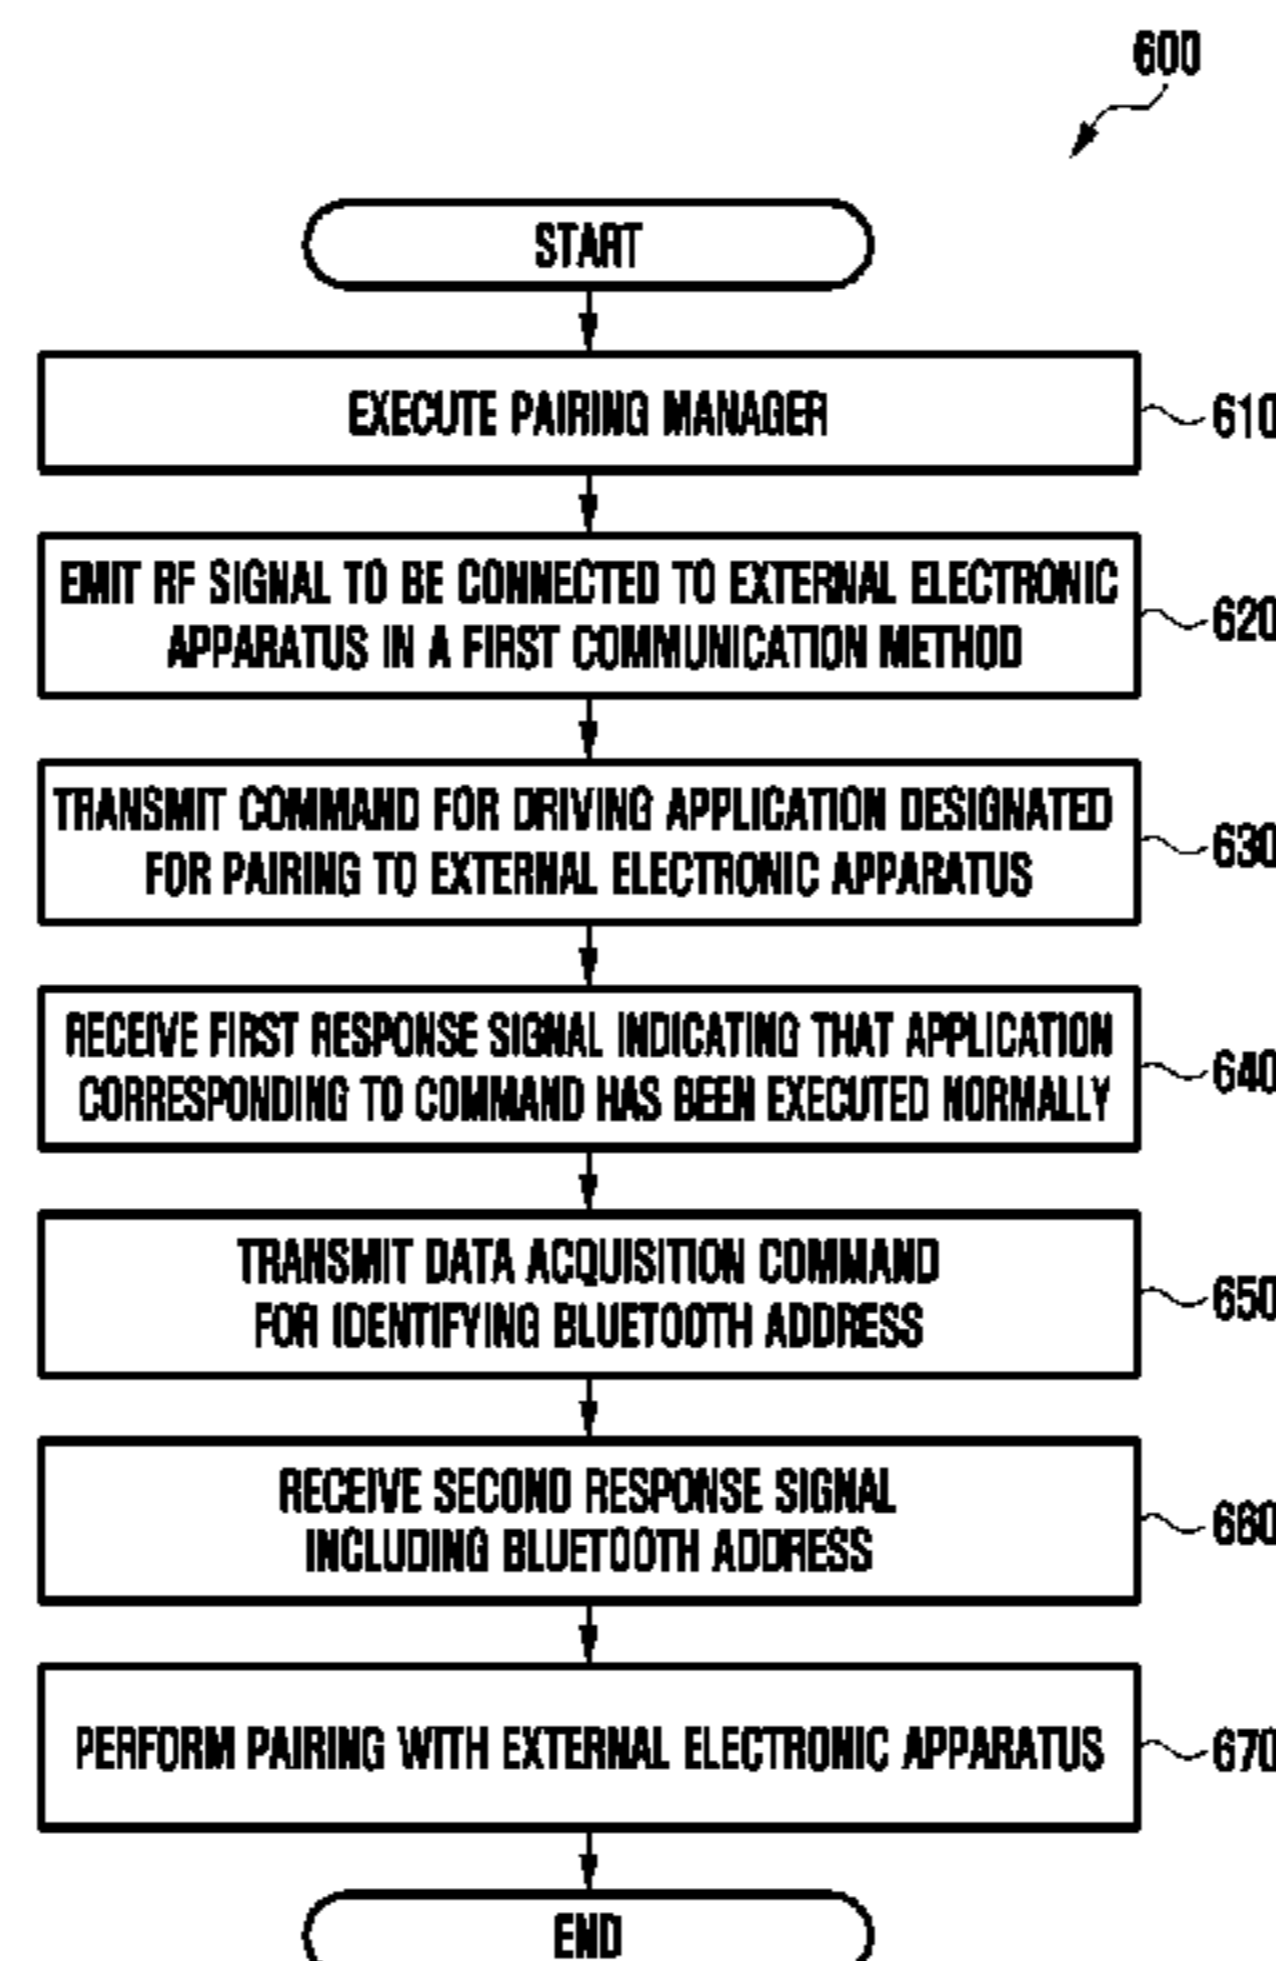 600
START
EXECUTE PAIRING MANAGER
610
EMIT RF SIGNAL TO BE CONNECTED TO EXTERNAL ELECTRONIC
APPARATUS IN A FIRST COMMUNICATION METHOD
620
TRANSMIT COMMAND FOR DRIVING APPLICATION DESIGNATED
FOR PAIRING TO EXTERNAL ELECTRONIC APPARATUS
630
RECEIVE FIRST RESPONSE SIGNAL INDICATING THAT APPLICATION
CORRESPONDING TO COMMAND HAS BEEN EXECUTED NORMALLY
640
TRANSMIT DATA ACQUISITION COMMAND
FOR IDENTIFYING BLUETOOTH ADDRESS
650
RECEIVE SECOND RESPONSE SIGNAL
INCLUDING BLUETOOTH ADDRESS
660
PERFORM PAIRING WITH EXTERNAL ELECTRONIC APPARATUS
670
END